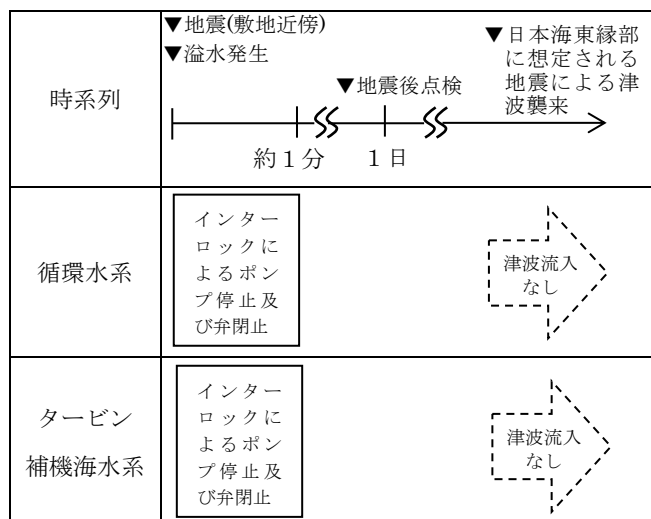 時系列
▼地震(敷地近傍)
▼溢水発生
▼地震後点検
▼日本海東縁部
に想定される
地震による津
波襲来
約１分
１日
循環水系
インター
ロックに
よるポン
プ停止及
び弁閉止
津波流入
なし
タービン
補機海水系
インター
ロックに
よるポン
プ停止及
び弁閉止
津波流入
なし